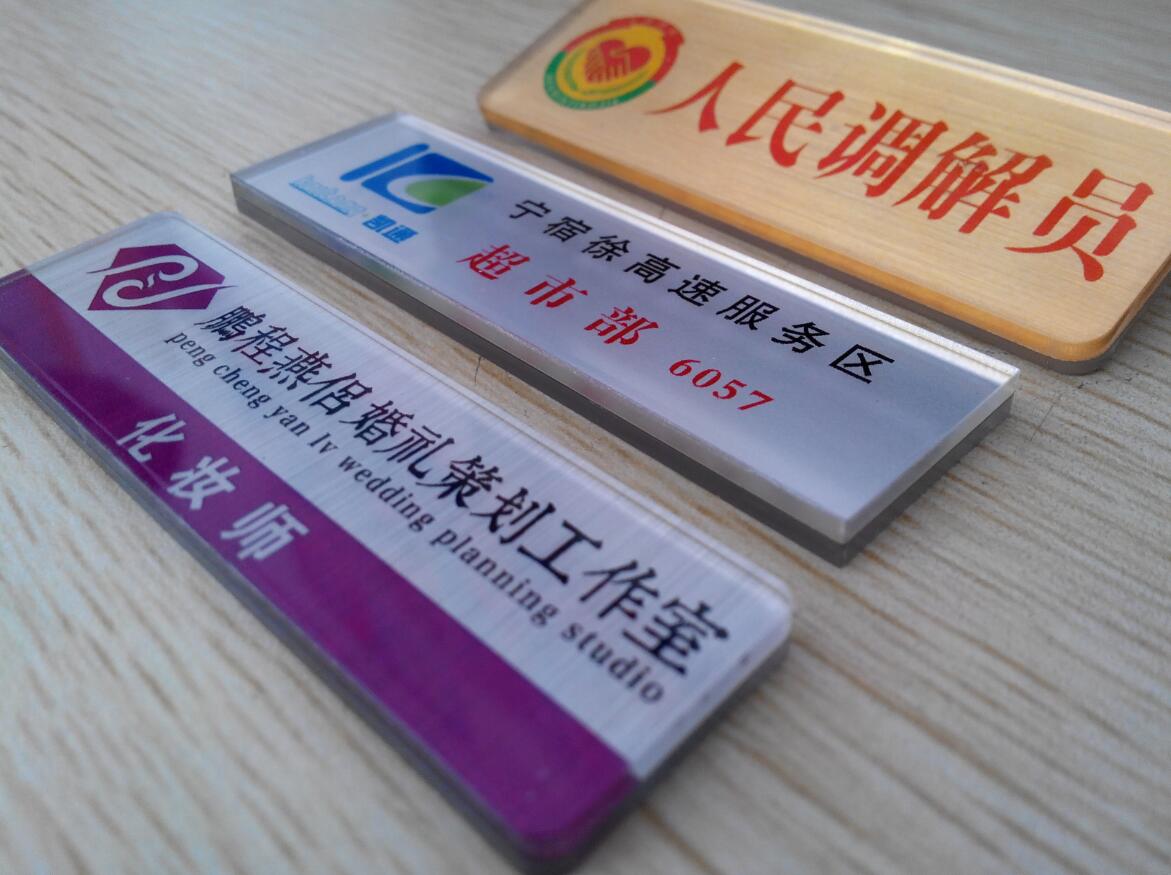 人民调解员
凯通
宁宿徐高速服务区
超市部 6057
鹏程燕侣婚礼策划工作室
peng cheng yan lv wedding planning studio
化妆师